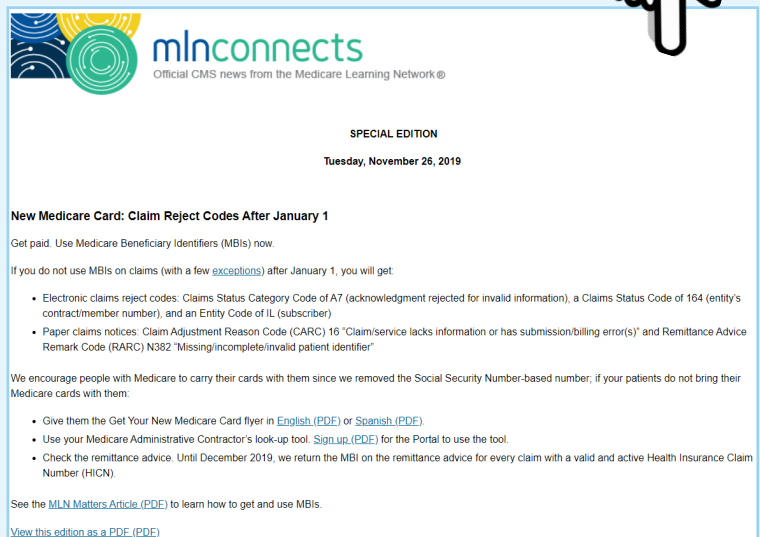 mlnconnects
Official CMS news from the Medicare Learning Network®
SPECIAL EDITION
Tuesday, November 26, 2019
New Medicare Card: Claim Reject Codes After January 1
Get paid. Use Medicare Beneficiary Identifiers (MBIs) now.
If you do not use MBIs on claims (with a few exceptions) after January 1, you will get:
• Electronic claims reject codes: Claims Status Category Code of A7 (acknowledgment rejected for invalid information), a Claims Status Code of 164 (entity's
contract/member number), and an Entity Code of IL (subscriber)
• Paper claims notices: Claim Adjustment Reason Code (CARC) 16 "Claim/service lacks information or has submission/billing error(s)" and Remittance Advice
Remark Code (RARC) N382 "Missing/incomplete/invalid patient identifier"
We encourage people with Medicare to carry their cards with them since we removed the Social Security Number-based number; if your patients do not bring their
Medicare cards with them:
• Give them the Get Your New Medicare Card flyer in English (PDF) or Spanish (PDF).
• Use your Medicare Administrative Contractor's look-up tool. Sign up (PDF) for the Portal to use the tool.
• Check the remittance advice. Until December 2019, we return the MBI on the remittance advice for every claim with a valid and active Health Insurance Claim
Number (HICN).
See the MLN Matters Article (PDF) to learn how to get and use MBIs.
View this edition as a PDF (PDF)